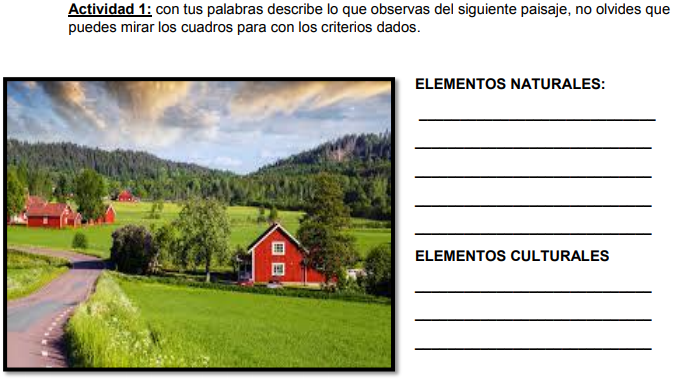 Actividad 1: con tus palabras describe lo que observas del siguiente paisaje, no olvides que
puedes mirar los cuadros para con los criterios dados.
ELEMENTOS NATURALES:
ELEMENTOS CULTURALES